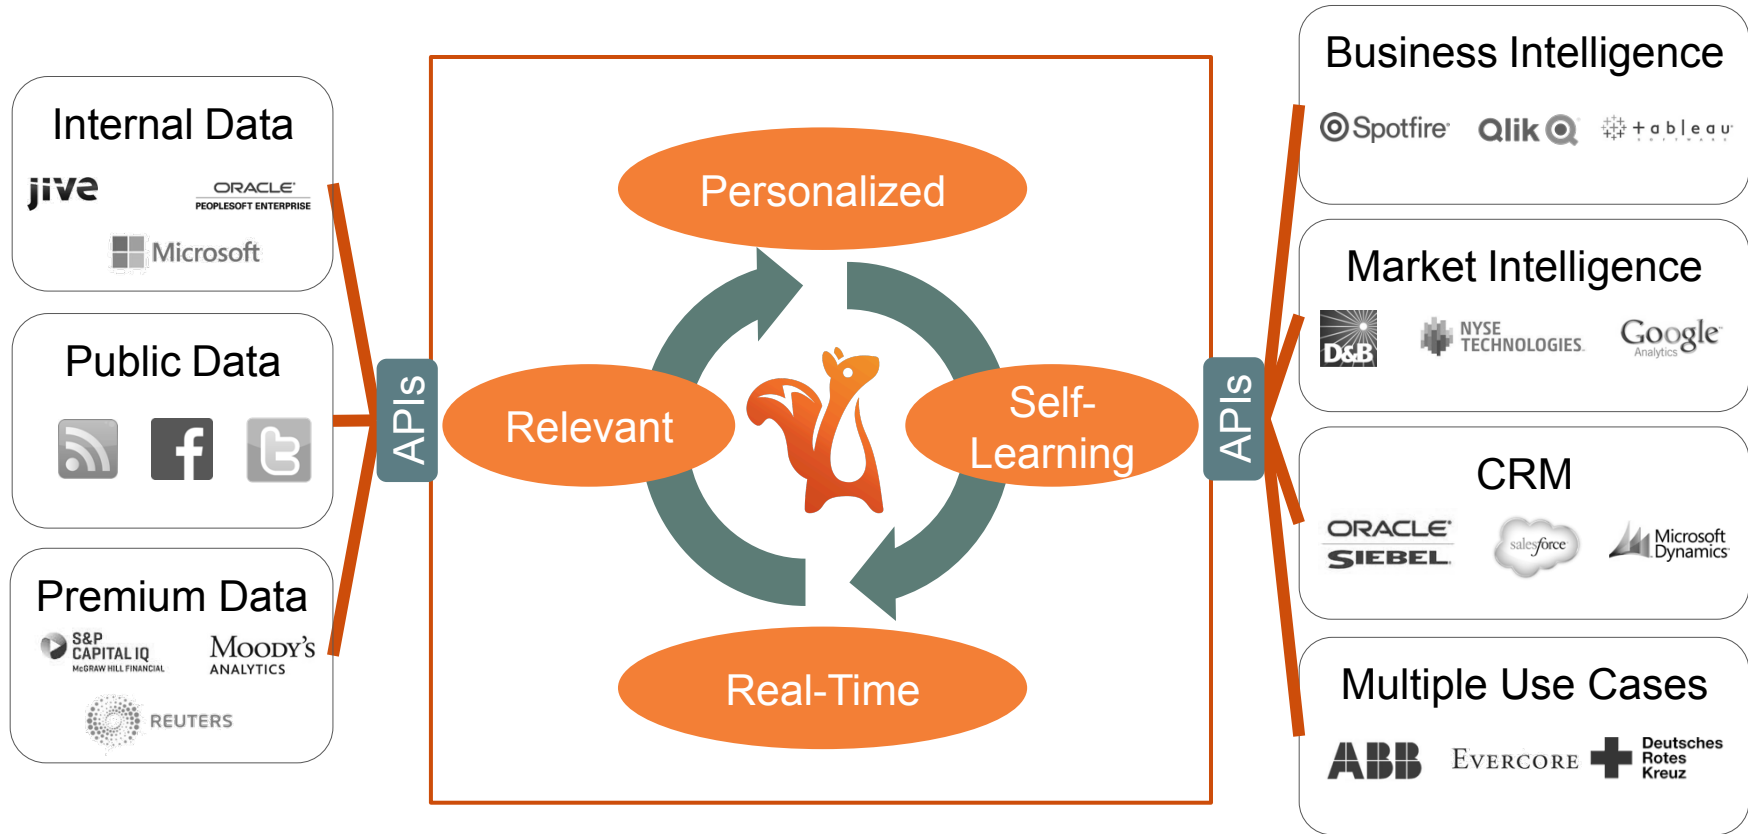 Internal Data
jive
ORACLE
PEOPLESOFT ENTERPRISE
Microsoft
Public Data
Premium Data
S&P
CAPITAL IQ
McGRAW HILL FINANCIAL
MOODY'S
ANALYTICS
REUTERS
APIs
Personalized
Relevant
Self-
Learning
Real-Time
APIs
Business Intelligence
Spotfire
Qlik
tableau
Market Intelligence
D&B
NYSE
TECHNOLOGIES
Google
Analytics
CRM
ORACLE
SIEBEL
salesforce
Microsoft
Dynamics
Multiple Use Cases
ABB
EVERCORE
Deutsches
Rotes
Kreuz